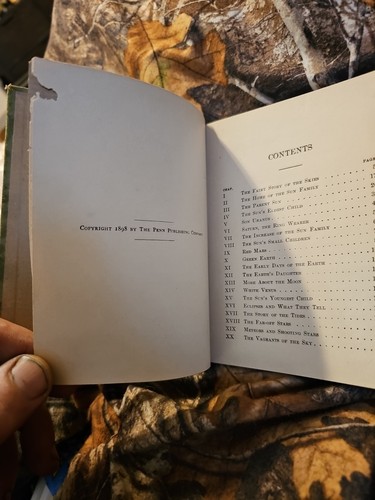 Copyright 1898 by The Penn Publishing Company
CONTENTS
CHAP. PAGE
I The Fairy Story of the Skies
II The Home of the Sun Family
III The Parent Sun
IV The Sun's Eldest Child
V Son Uranus
VI Saturn, the Ring Wearer
VII The Increase of the Sun Family
VIII The Sun's Small Children
IX Red Mars
X Green Earth
XI The Early Days of the Earth
XII The Earth's Daughter
XIII More About the Moon
XIV White Venus
XV The Sun's Youngest Child
XVI Eclipses and What They Tell
XVII The Story of the Tides
XVIII The Far-off Stars
XIX Meteors and Shooting Stars
XX The Vagrants of the Sky